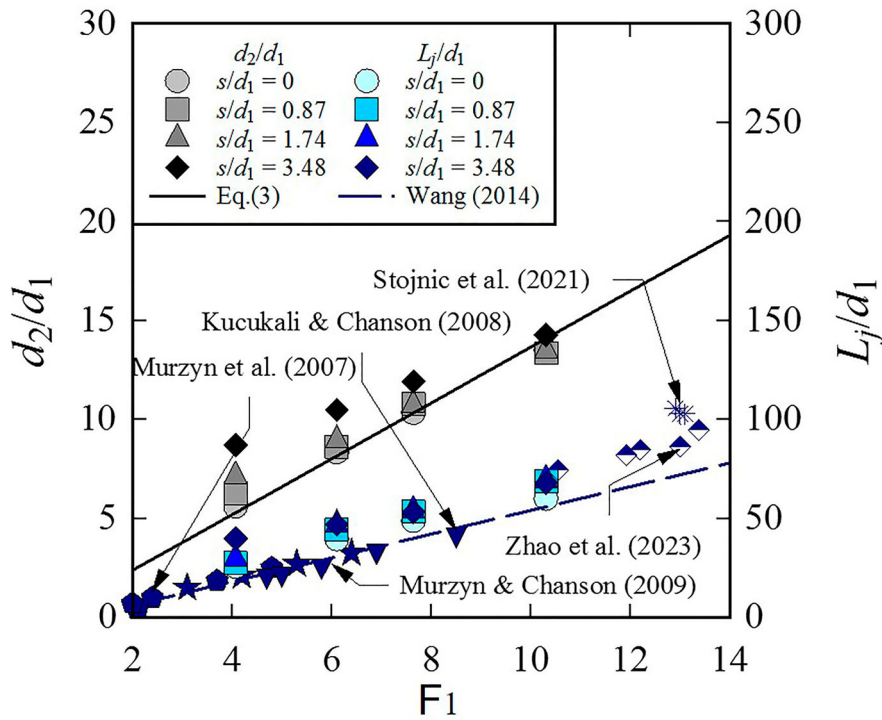 30
25
20
15
10
5
0
d2/d1
300
250
200
150
100
50
0
Lj/d1
d2/d1
s/d1 = 0
s/d1 = 0.87
s/d1 = 1.74
s/d1 = 3.48
Eq.(3)
Lj/d1
s/d1 = 0
s/d1 = 0.87
s/d1 = 1.74
s/d1 = 3.48
Wang (2014)
Stojnic et al. (2021)
Kucukali & Chanson (2008)
Murzyn et al. (2007)
Zhao et al. (2023)
Murzyn & Chanson (2009)
2 4 6 8 10 12 14
F1